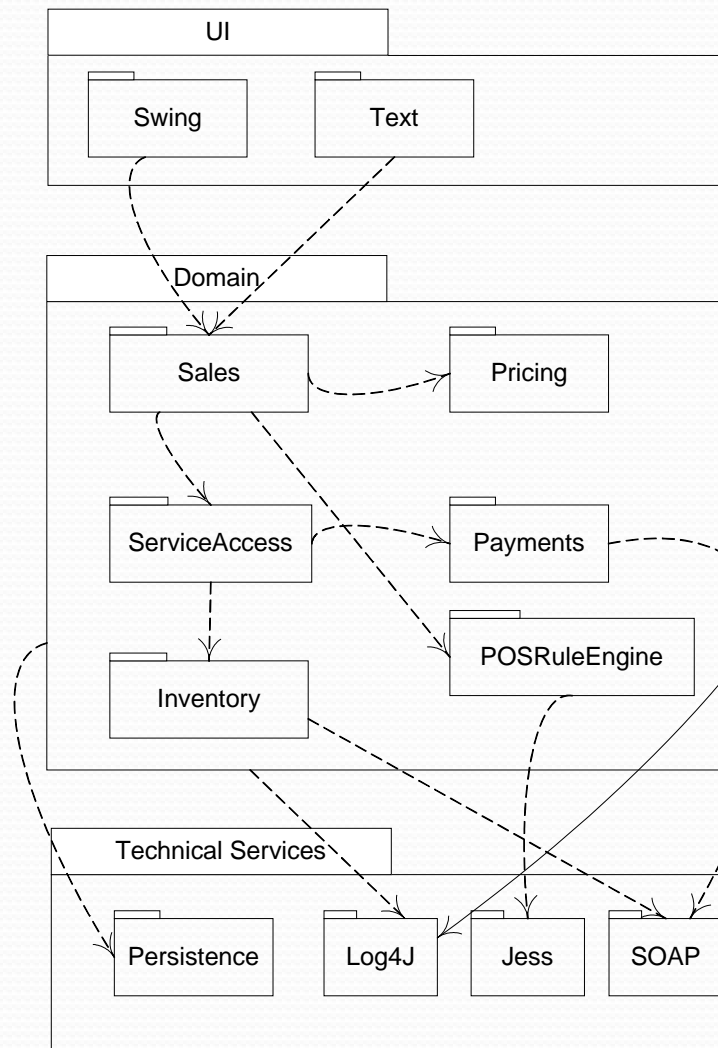 UI
Swing
Text
Domain
Sales
Pricing
ServiceAccess
Payments
POSRuleEngine
Inventory
Technical Services
Persistence
Log4J
Jess
SOAP